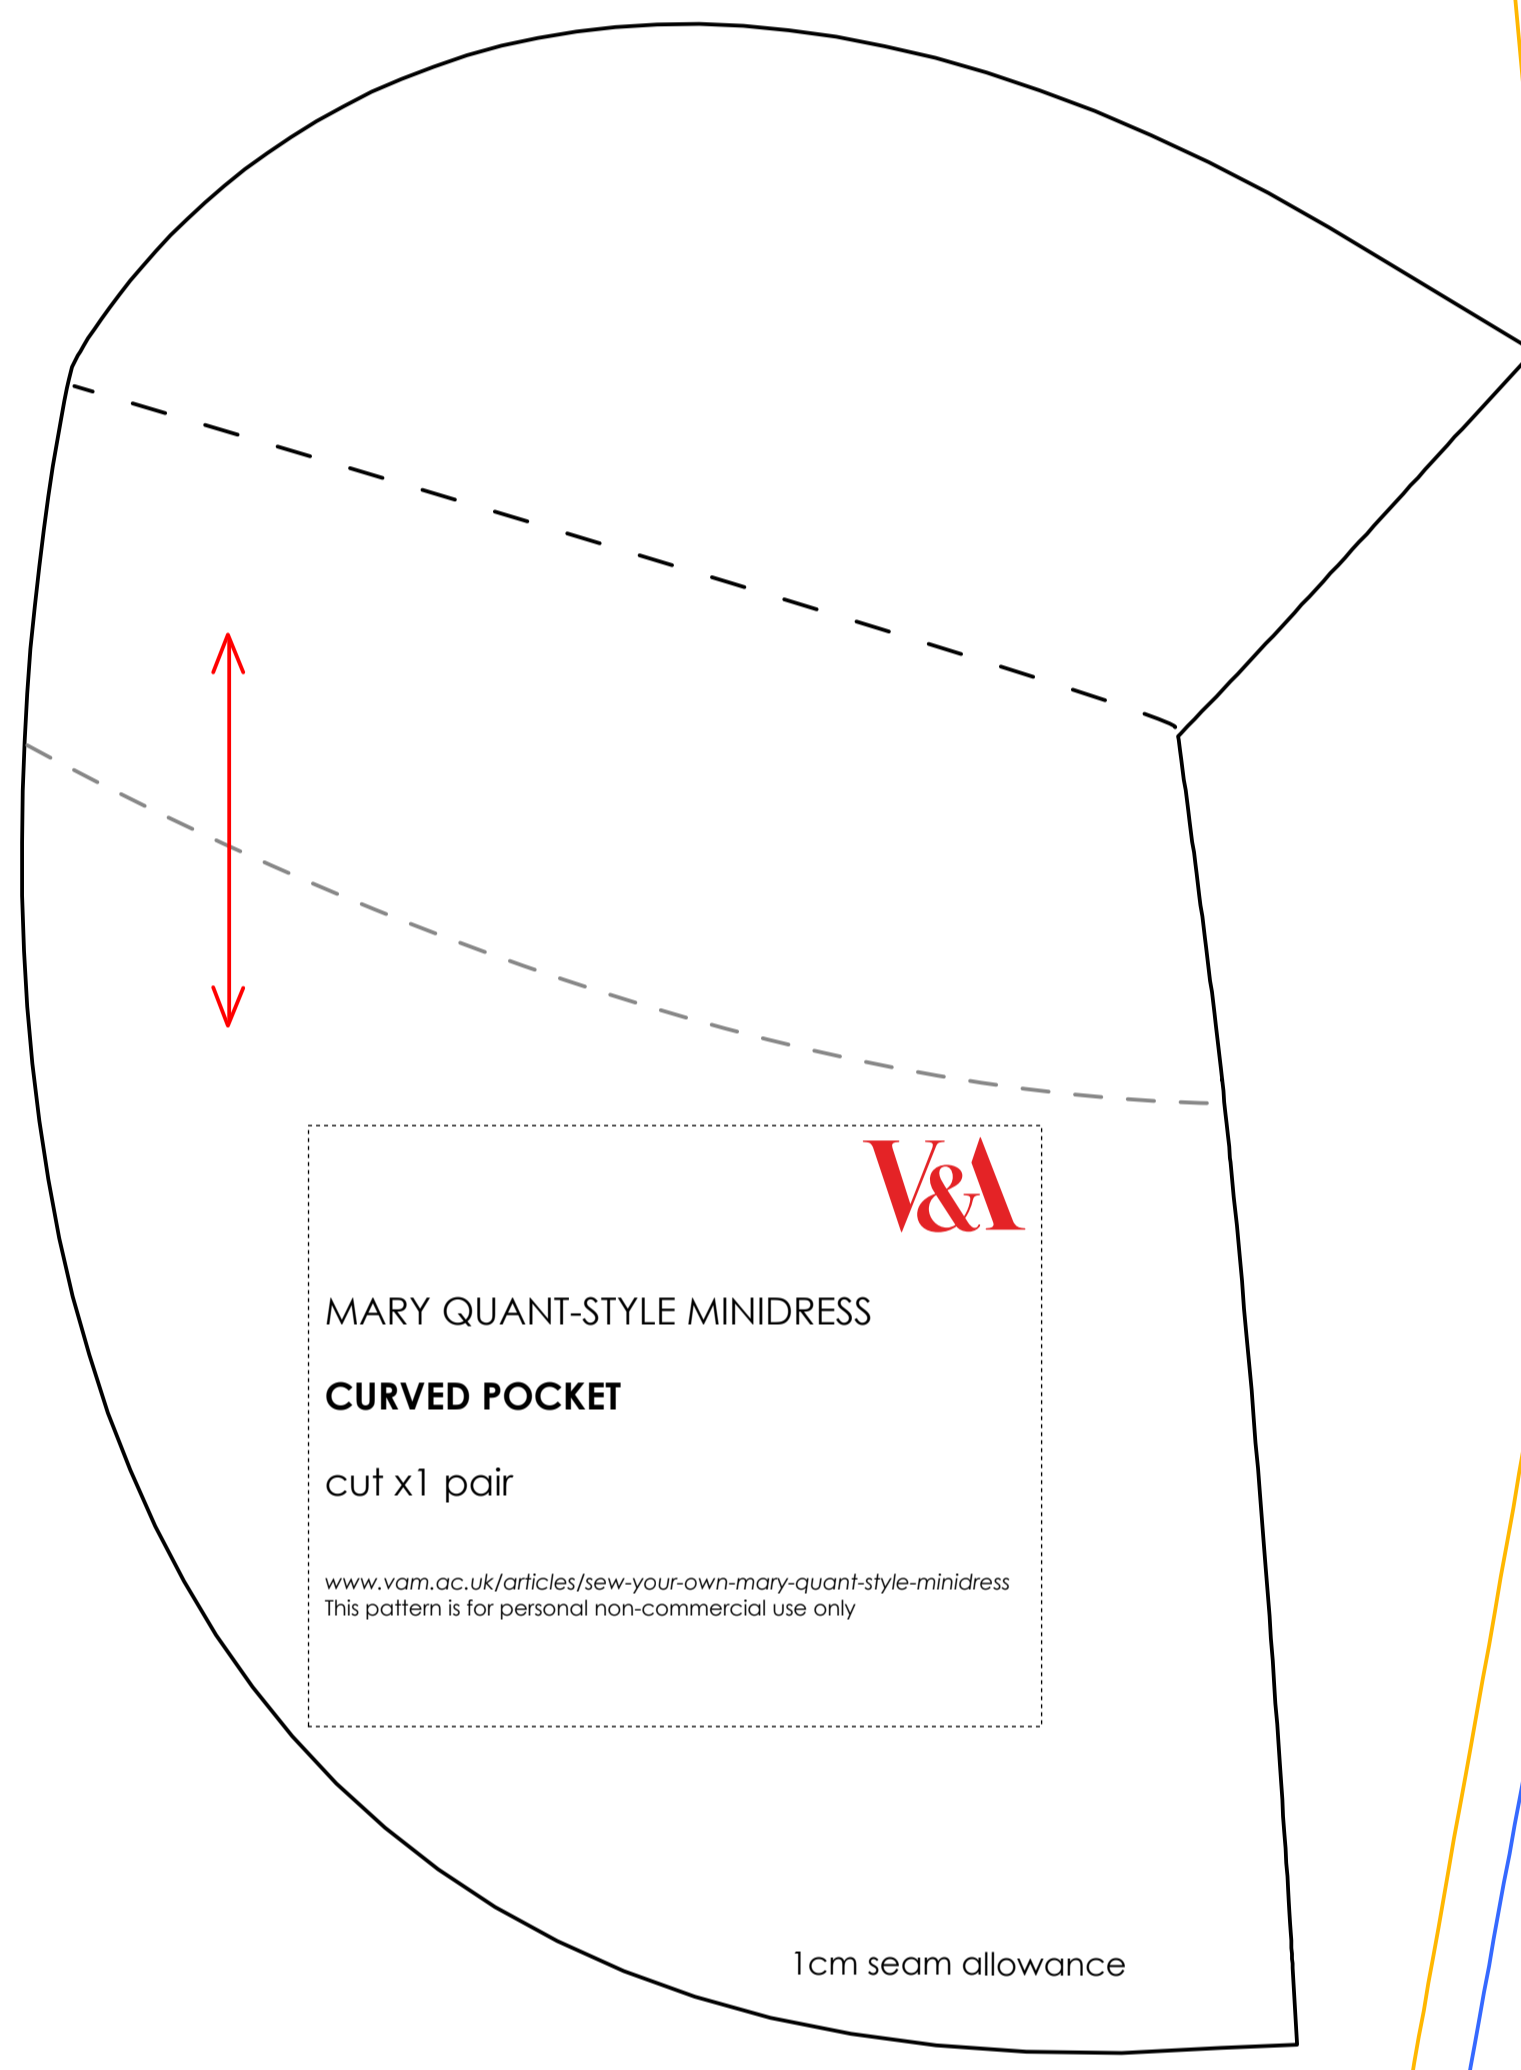 V&A
MARY QUANT-STYLE MINIDRESS
CURVED POCKET
cut x1 pair
www.vam.ac.uk/articles/sew-your-own-mary-quant-style-minidress
This pattern is for personal non-commercial use only
1cm seam allowance